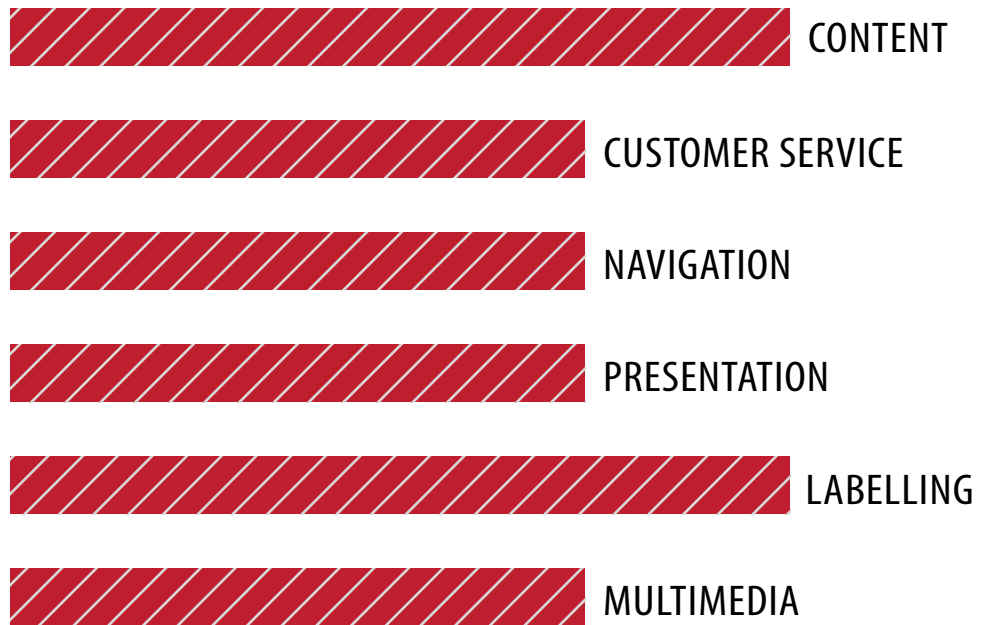 CONTENT
CUSTOMER SERVICE
NAVIGATION
PRESENTATION
LABELLING
MULTIMEDIA